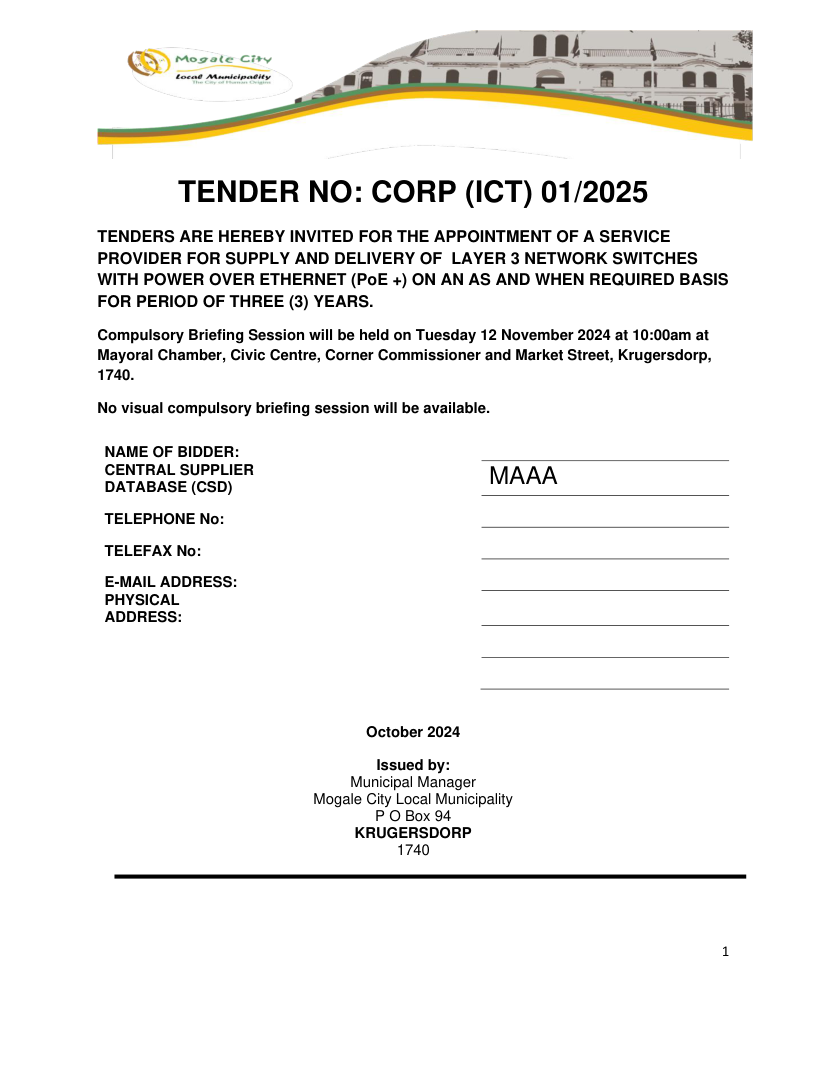 Mogale City
Local Municipality
The City of Human Origins
TENDER NO: CORP (ICT) 01/2025
TENDERS ARE HEREBY INVITED FOR THE APPOINTMENT OF A SERVICE
PROVIDER FOR SUPPLY AND DELIVERY OF LAYER 3 NETWORK SWITCHES
WITH POWER OVER ETHERNET (PoE +) ON AN AS AND WHEN REQUIRED BASIS
FOR PERIOD OF THREE (3) YEARS.
Compulsory Briefing Session will be held on Tuesday 12 November 2024 at 10:00am at
Mayoral Chamber, Civic Centre, Corner Commissioner and Market Street, Krugersdorp,
1740.
No visual compulsory briefing session will be available.
NAME OF BIDDER:
CENTRAL SUPPLIER
DATABASE (CSD)
MAAA
TELEPHONE No:
TELEFAX No:
E-MAIL ADDRESS:
PHYSICAL
ADDRESS:
October 2024
Issued by:
Municipal Manager
Mogale City Local Municipality
P O Box 94
KRUGERSDORP
1740
1